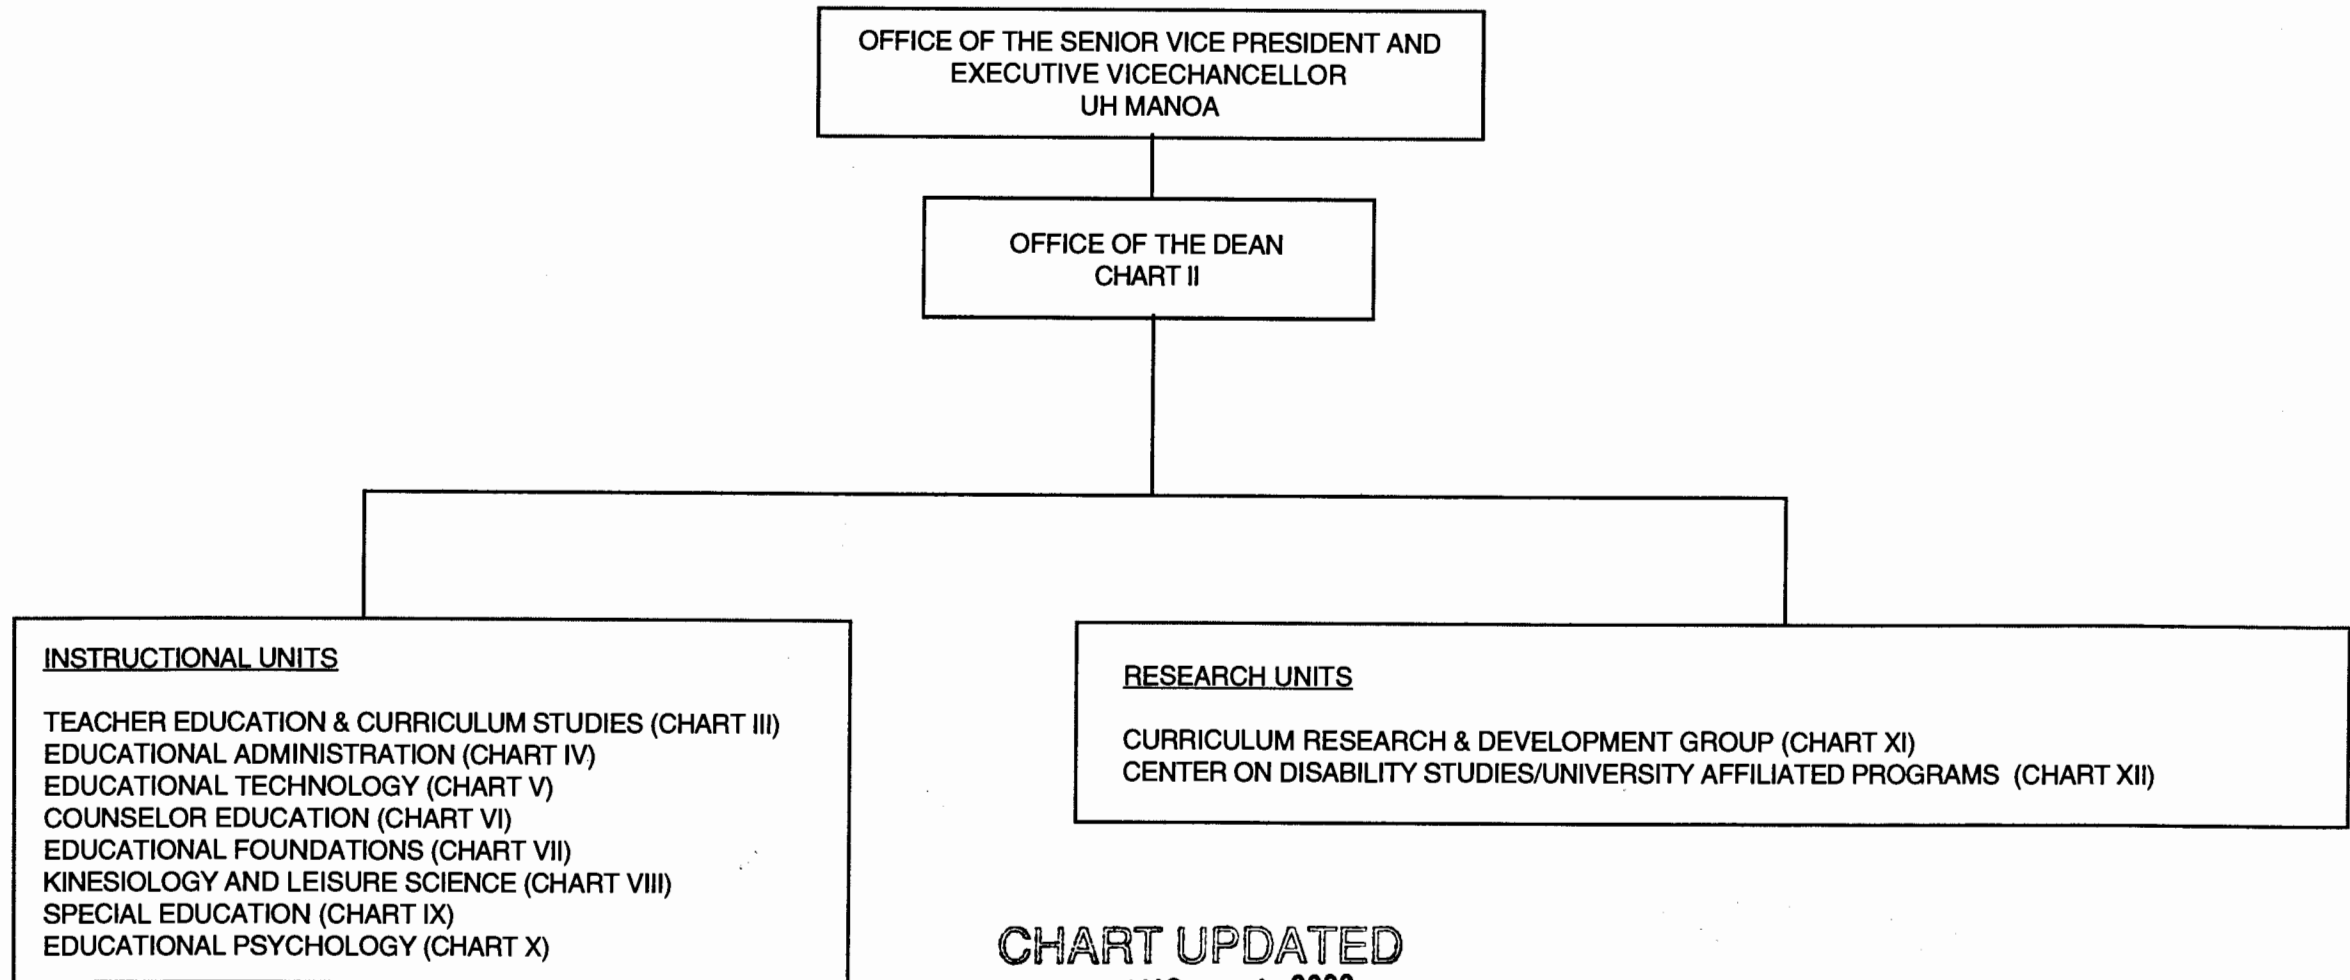 OFFICE OF THE SENIOR VICE PRESIDENT AND
EXECUTIVE VICECHANCELLOR
UH MANOA
OFFICE OF THE DEAN
CHART II
INSTRUCTIONAL UNITS
TEACHER EDUCATION & CURRICULUM STUDIES (CHART III)
EDUCATIONAL ADMINISTRATION (CHART IV)
EDUCATIONAL TECHNOLOGY (CHART V)
COUNSELOR EDUCATION (CHART VI)
EDUCATIONAL FOUNDATIONS (CHART VII)
KINESIOLOGY AND LEISURE SCIENCE (CHART VIII)
SPECIAL EDUCATION (CHART IX)
EDUCATIONAL PSYCHOLOGY (CHART X)
RESEARCH UNITS
CURRICULUM RESEARCH & DEVELOPMENT GROUP (CHART XI)
CENTER ON DISABILITY STUDIES/UNIVERSITY AFFILIATED PROGRAMS (CHART XII)
CHART UPDATED